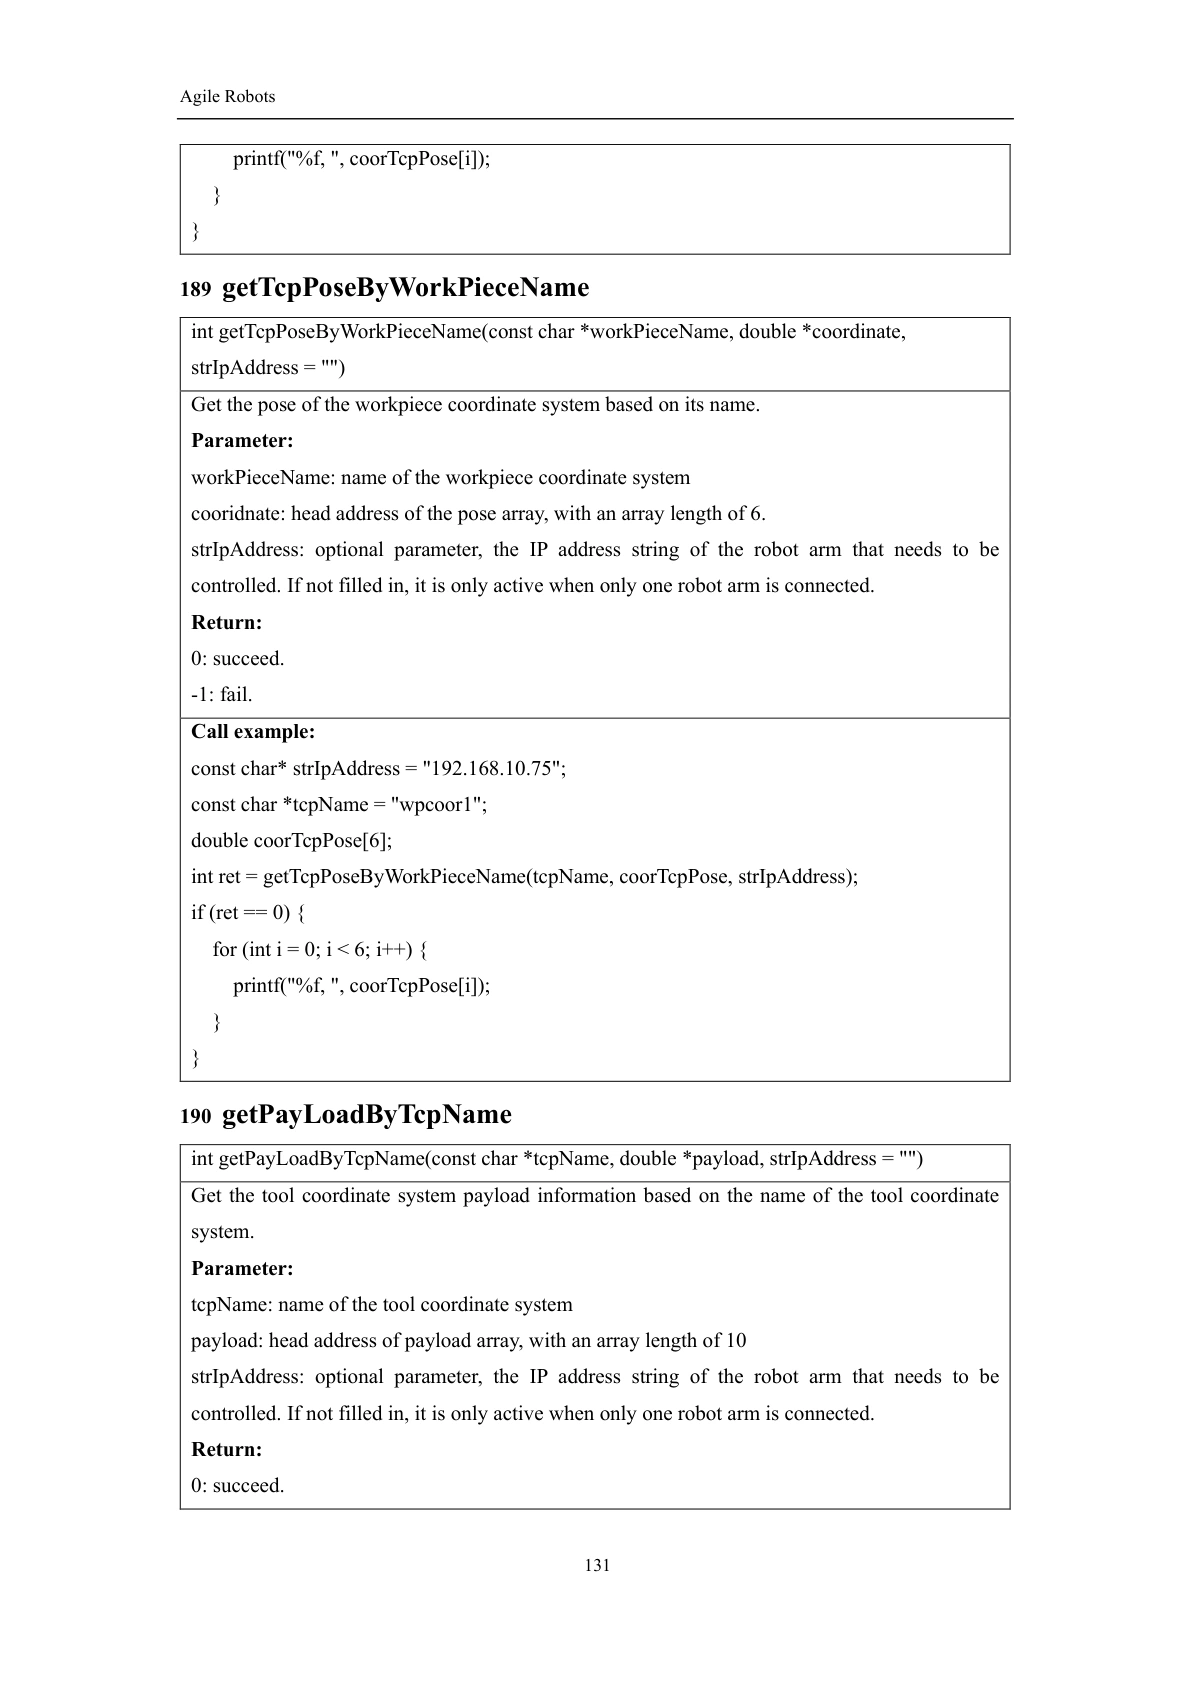 Agile Robots
printf("%f, ", coorTcpPose[i]);
}
}
189 getTcpPoseByWorkPieceName
int getTcpPoseByWorkPieceName(const char *workPieceName, double *coordinate,
strIpAddress = "")
Get the pose of the workpiece coordinate system based on its name.
Parameter:
workPieceName: name of the workpiece coordinate system
cooridnate: head address of the pose array, with an array length of 6.
strIpAddress: optional parameter, the IP address string of the robot arm that needs to be
controlled. If not filled in, it is only active when only one robot arm is connected.
Return:
0: succeed.
-1: fail.
Call example:
const char* strIpAddress = "192.168.10.75";
const char *tcpName = "wpcoor1";
double coorTcpPose[6];
int ret = getTcpPoseByWorkPieceName(tcpName, coorTcpPose, strIpAddress);
if (ret == 0) {
for (int i = 0; i < 6; i++) {
printf("%f, ", coorTcpPose[i]);
}
}
190 getPayLoadByTcpName
int getPayLoadByTcpName(const char *tcpName, double *payload, strIpAddress = "")
Get the tool coordinate system payload information based on the name of the tool coordinate
system.
Parameter:
tcpName: name of the tool coordinate system
payload: head address of payload array, with an array length of 10
strIpAddress: optional parameter, the IP address string of the robot arm that needs to be
controlled. If not filled in, it is only active when only one robot arm is connected.
Return:
0: succeed.
131